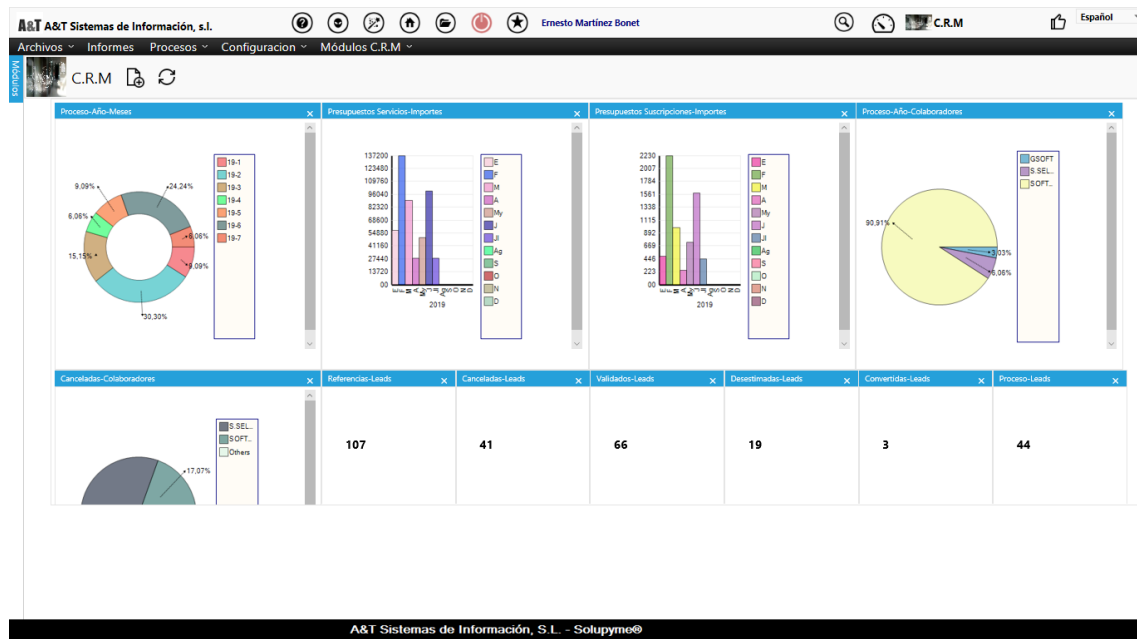 A&T A&T Sistemas de Información, s.l.
Ernesto Martínez Bonet
C.R.M
Español
Archivos Informes Procesos Configuracion Módulos C.R.M
Módulos
C.R.M
Proceso-Año-Meses
9,09%
24,24%
6,06%
6,06%
15,15%
9,09%
30,30%
19-1
19-2
19-3
19-4
19-5
19-6
19-7
Presupuestos Servicios-Importes
137200
123480
109760
96040
82320
68600
54880
41160
27440
13720
00
E F M A My J Jl Ag S O N D
2019
E
F
M
A
My
J
Jl
Ag
S
O
N
D
Presupuestos Suscripciones-Importes
2230
2007
1784
1561
1338
1115
892
669
446
223
00
E F M A My J Jl Ag S O N D
2019
E
F
M
A
My
J
Jl
Ag
S
O
N
D
Proceso-Año-Colaboradores
90,91%
3,03%
6,06%
GSOFT
S.SEL..
SOFT..
Canceladas-Colaboradores
17,07%
S.SEL..
SOFT..
Others
Referencias-Leads
107
Canceladas-Leads
41
Validados-Leads
66
Desestimadas-Leads
19
Convertidas-Leads
3
Proceso-Leads
44
A&T Sistemas de Información, S.L. - Solupyme®